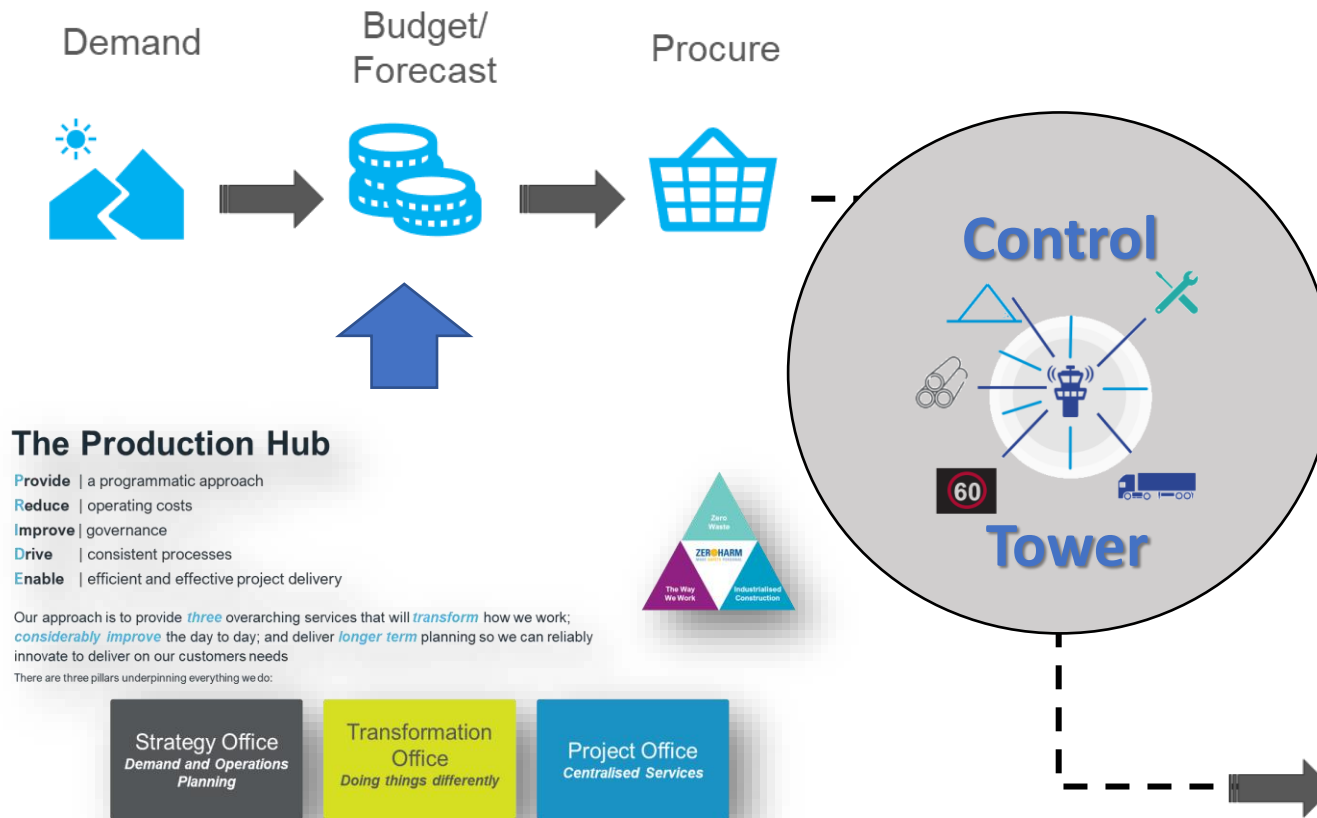 Demand
Budget/
Forecast
Procure
Control
60
Tower
The Production Hub
Provide | a programmatic approach
Reduce | operating costs
Improve | governance
Drive | consistent processes
Enable | efficient and effective project delivery
Our approach is to provide three overarching services that will transform how we work;
considerably improve the day to day; and deliver longer term planning so we can reliably
innovate to deliver on our customers needs
There are three pillars underpinning everything we do:
Zero
Waste
ZEROHARM
The Way
We Work
Industrialised
Construction
Strategy Office
Demand and Operations
Planning
Transformation
Office
Doing things differently
Project Office
Centralised Services